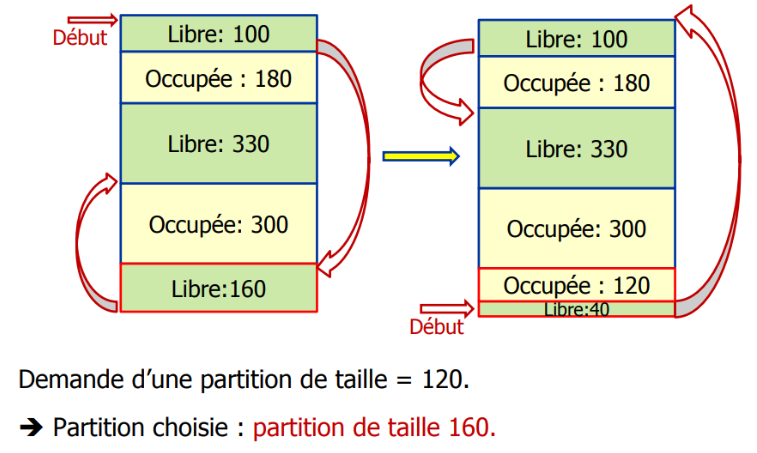 Début
Libre: 100
Occupée : 180
Libre: 330
Occupée: 300
Libre:160
Libre: 100
Occupée : 180
Libre: 330
Occupée: 300
Occupée : 120
Libre:40
Début
Demande d’une partition de taille = 120.
➔ Partition choisie : partition de taille 160.